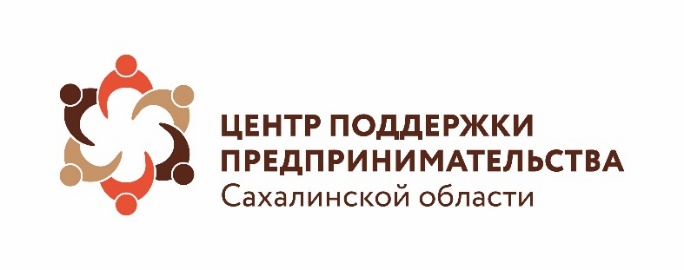 ЦЕНТР ПОДДЕРЖКИ
ПРЕДПРИНИМАТЕЛЬСТВА
Сахалинской области